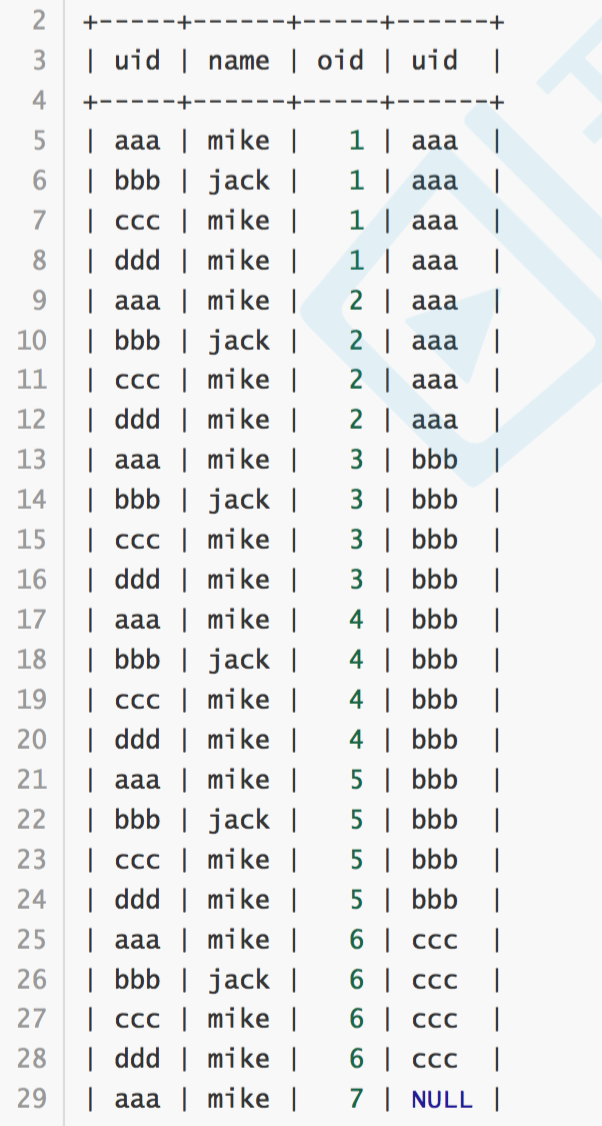 2 +-----+------+-----+------+
3 | uid | name | oid | uid  |
4 +-----+------+-----+------+
5 | aaa | mike |   1 | aaa  |
6 | bbb | jack |   1 | aaa  |
7 | ccc | mike |   1 | aaa  |
8 | ddd | mike |   1 | aaa  |
9 | aaa | mike |   2 | aaa  |
10 | bbb | jack |   2 | aaa  |
11 | ccc | mike |   2 | aaa  |
12 | ddd | mike |   2 | aaa  |
13 | aaa | mike |   3 | bbb  |
14 | bbb | jack |   3 | bbb  |
15 | ccc | mike |   3 | bbb  |
16 | ddd | mike |   3 | bbb  |
17 | aaa | mike |   4 | bbb  |
18 | bbb | jack |   4 | bbb  |
19 | ccc | mike |   4 | bbb  |
20 | ddd | mike |   4 | bbb  |
21 | aaa | mike |   5 | bbb  |
22 | bbb | jack |   5 | bbb  |
23 | ccc | mike |   5 | bbb  |
24 | ddd | mike |   5 | bbb  |
25 | aaa | mike |   6 | ccc  |
26 | bbb | jack |   6 | ccc  |
27 | ccc | mike |   6 | ccc  |
28 | ddd | mike |   6 | ccc  |
29 | aaa | mike |   7 | NULL |